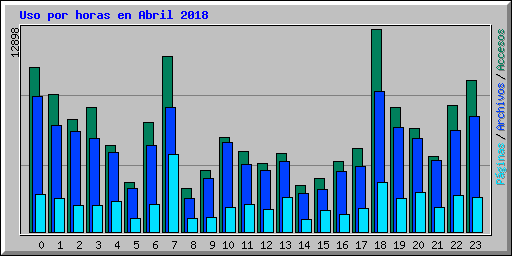 Uso por horas en Abril 2018
12898
Páginas / Archivos / Accesos
0 1 2 3 4 5 6 7 8 9 10 11 12 13 14 15 16 17 18 19 20 21 22 23